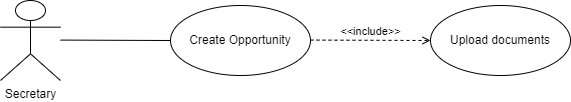 <<include>>
Create Opportunity
Upload documents
Secretary